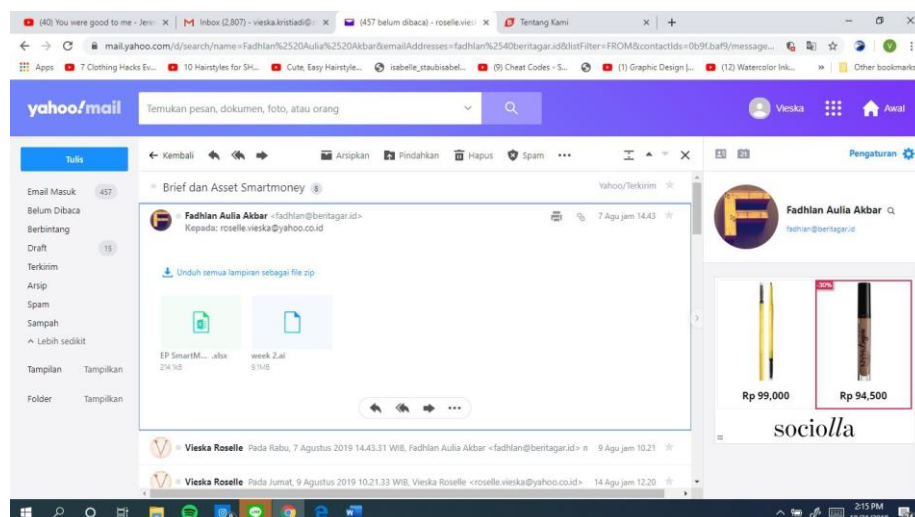 (40) You were good to me - Jere
Inbox (2,807) - vieska.kristiadi@
(457 belum dibaca) - roselle.vies
Tentang Kami
mail.yahoo.com/d/search/name=Fadhlan%2520Aulia%2520Akbar&emailAddresses=fadhlan%2540beritagar.id&listFilter=FROM&contactIds=0b9f.baf9/message...
Apps
7 Clothing Hacks Ev...
10 Hairstyles for SH...
Cute, Easy Hairstyle...
isabelle_staubisabel...
(9) Cheat Codes - S...
(1) Graphic Design |...
(12) Watercolor Ink...
Other bookmarks
yahoo!mail
Temukan pesan, dokumen, foto, atau orang
Vieska
Awal
Tulis
Kembali
Arsipkan
Pindahkan
Hapus
Spam
Pengaturan
Email Masuk 457
Belum Dibaca
Berbintang
Draft 15
Terkirim
Arsip
Spam
Sampah
Lebih sedikit
Tampilan Tampilkan
Folder Tampilkan
Brief dan Asset Smartmoney 8
Yahoo/Terkirim
Fadhlan Aulia Akbar <fadhlan@beritagar.id>
7 Agu jam 14.43
Kepada: roselle.vieska@yahoo.co.id
Unduh semua lampiran sebagai file zip
EP SmartM... .xlsx
214.1kB
week 2.ai
9.1MB
Vieska Roselle Pada Rabu, 7 Agustus 2019 14.43.31 WIB, Fadhlan Aulia Akbar <fadhlan@beritagar.id> n 9 Agu jam 10.21
Vieska Roselle Pada Jumat, 9 Agustus 2019 10.21.33 WIB, Vieska Roselle <roselle.vieska@yahoo.co.id> 14 Agu jam 12.20
Fadhlan Aulia Akbar
fadhlan@beritagar.id
-30%
Rp 99,000
Rp 94,500
sociolla
2:15 PM